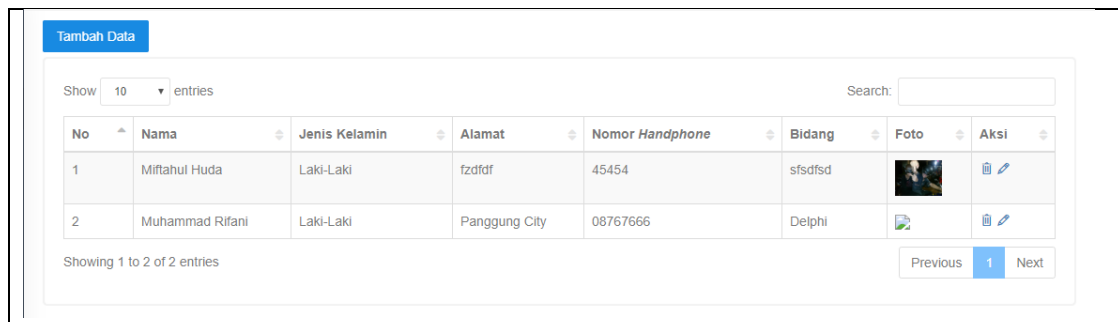 Tambah Data
Show 10 entries Search:
No Nama Jenis Kelamin Alamat Nomor Handphone Bidang Foto Aksi
1 Miftahul Huda Laki-Laki fzdfdf 45454 sfsdfsd
2 Muhammad Rifani Laki-Laki Panggung City 08767666 Delphi
Showing 1 to 2 of 2 entries Previous 1 Next